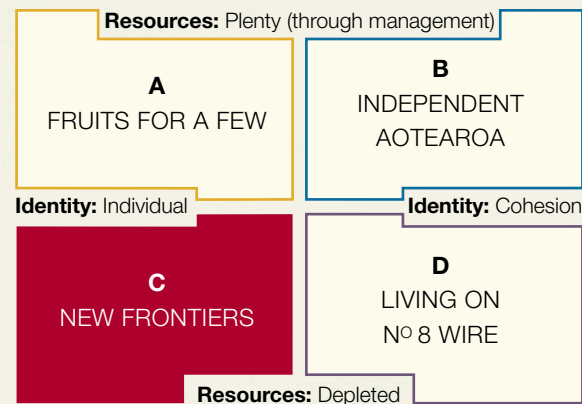 Resources: Plenty (through management)
A
FRUITS FOR A FEW
B
INDEPENDENT
AOTEAROA
Identity: Individual
Identity: Cohesion
C
NEW FRONTIERS
D
LIVING ON
Nº 8 WIRE
Resources: Depleted